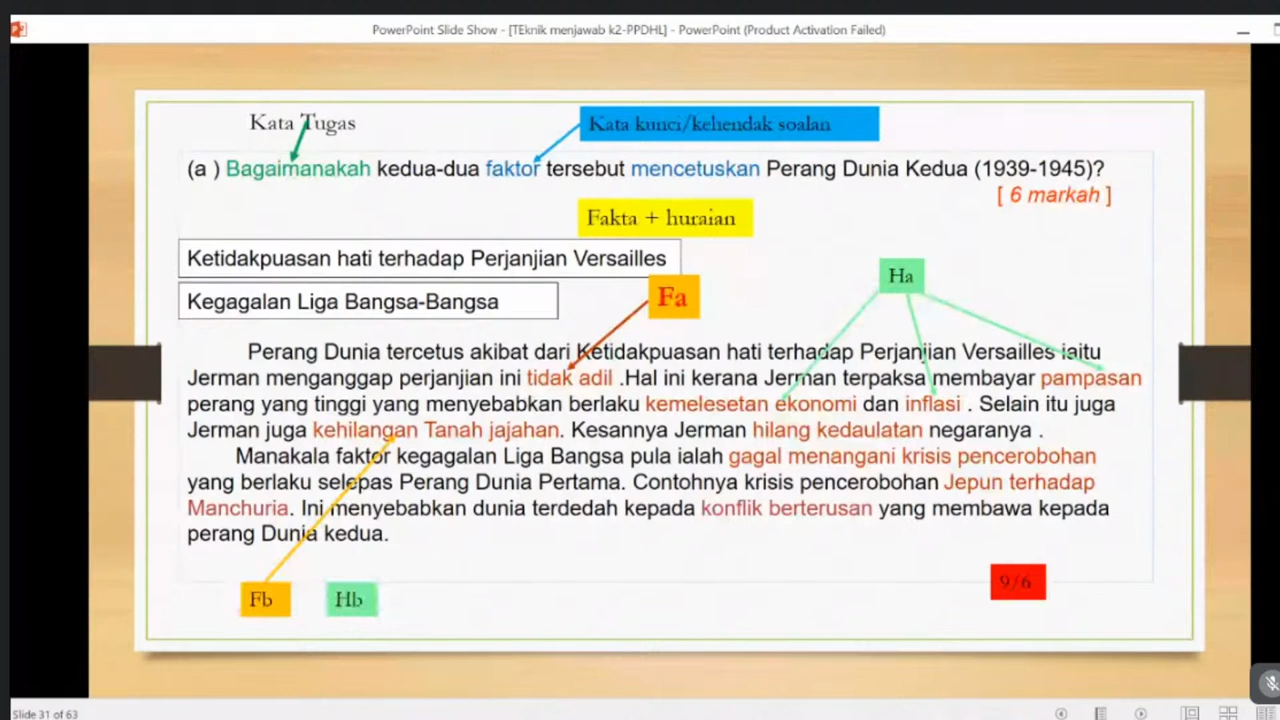 PowerPoint Slide Show - [TEknik menjawab k2-PPDHL] - PowerPoint (Product Activation Failed)
Kata Tugas
Kata kunci/kehendak soalan
(a ) Bagaimanakah kedua-dua faktor tersebut mencetuskan Perang Dunia Kedua (1939-1945)?
[ 6 markah ]
Fakta + huraian
Ketidakpuasan hati terhadap Perjanjian Versailles
Ha
Kegagalan Liga Bangsa-Bangsa
Fa
Perang Dunia tercetus akibat dari Ketidakpuasan hati terhadap Perjanjian Versailles iaitu
Jerman menganggap perjanjian ini tidak adil .Hal ini kerana Jerman terpaksa membayar pampasan
perang yang tinggi yang menyebabkan berlaku kemelesetan ekonomi dan inflasi . Selain itu juga
Jerman juga kehilangan Tanah jajahan. Kesannya Jerman hilang kedaulatan negaranya .
Manakala faktor kegagalan Liga Bangsa pula ialah gagal menangani krisis pencerobohan
yang berlaku selepas Perang Dunia Pertama. Contohnya krisis pencerobohan Jepun terhadap
Manchuria. Ini menyebabkan dunia terdedah kepada konflik berterusan yang membawa kepada
perang Dunia kedua.
9/6
Fb
Hb
Slide 31 of 63